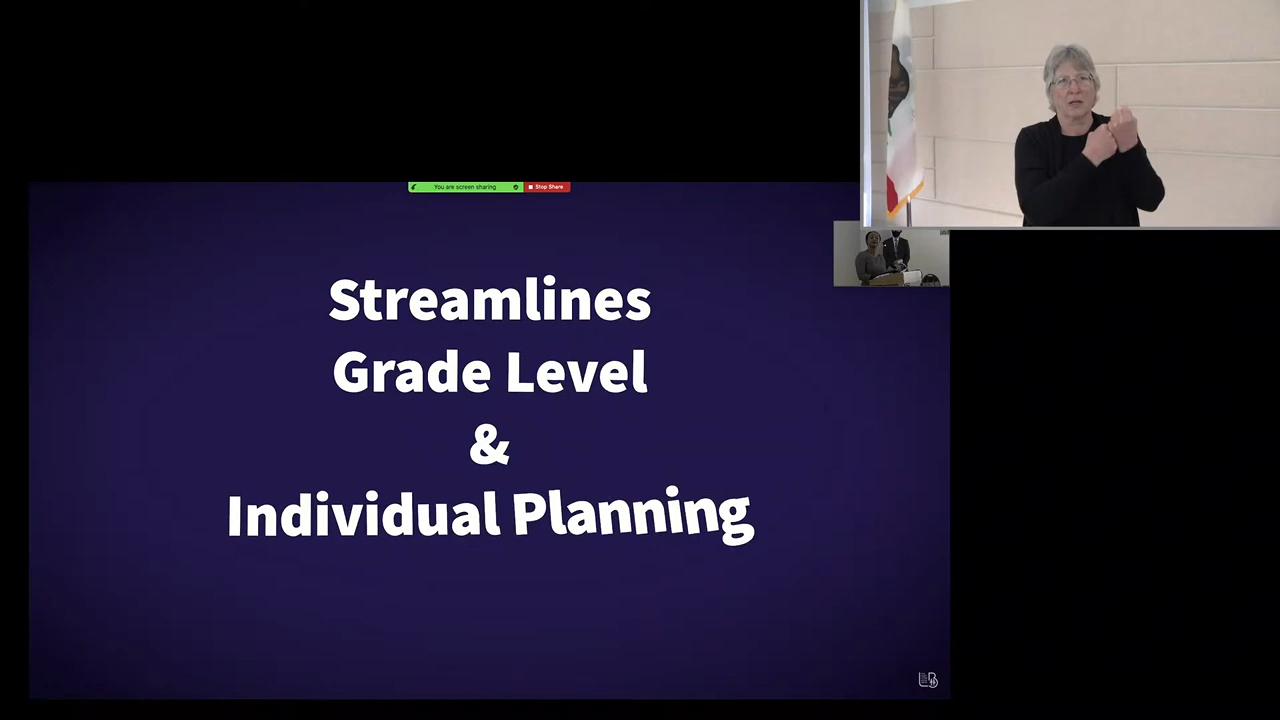 You are screen sharing
Stop Share
Streamlines
Grade Level
&
Individual Planning